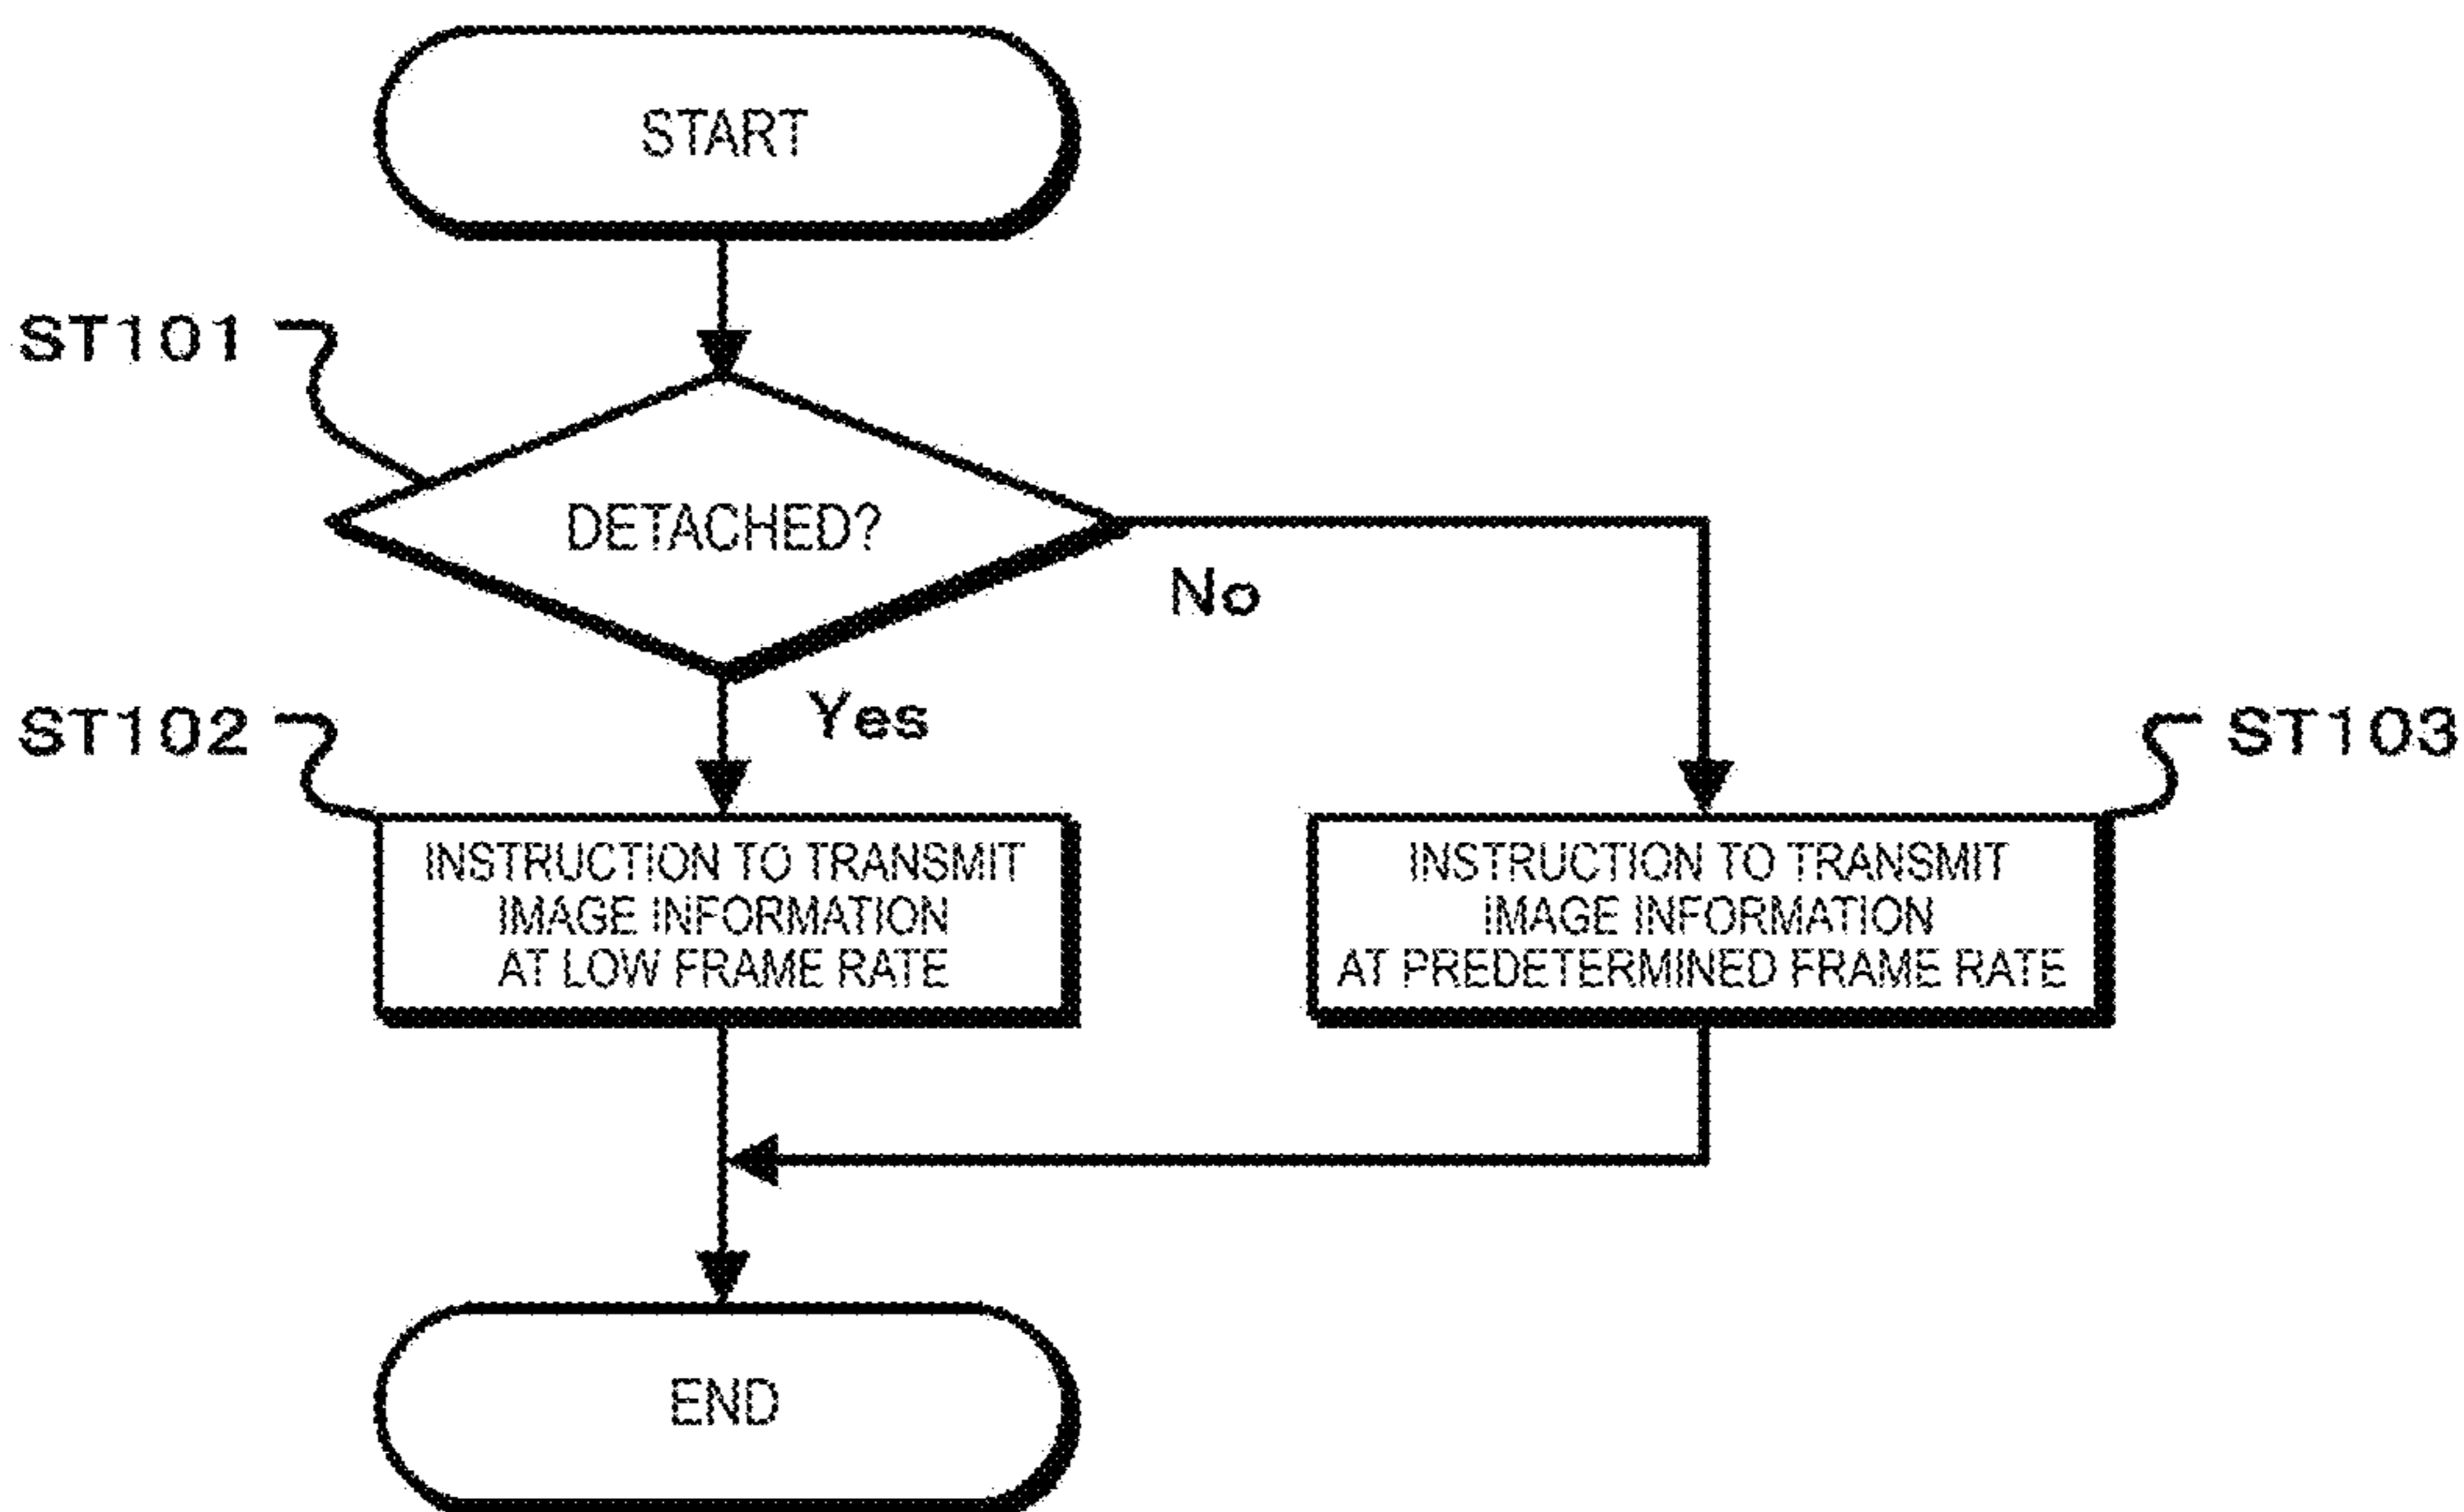 START
ST101
DETACHED?
No
Yes
ST102
ST103
INSTRUCTION TO TRANSMIT
IMAGE INFORMATION
AT LOW FRAME RATE
INSTRUCTION TO TRANSMIT
IMAGE INFORMATION
AT PREDETERMINED FRAME RATE
END